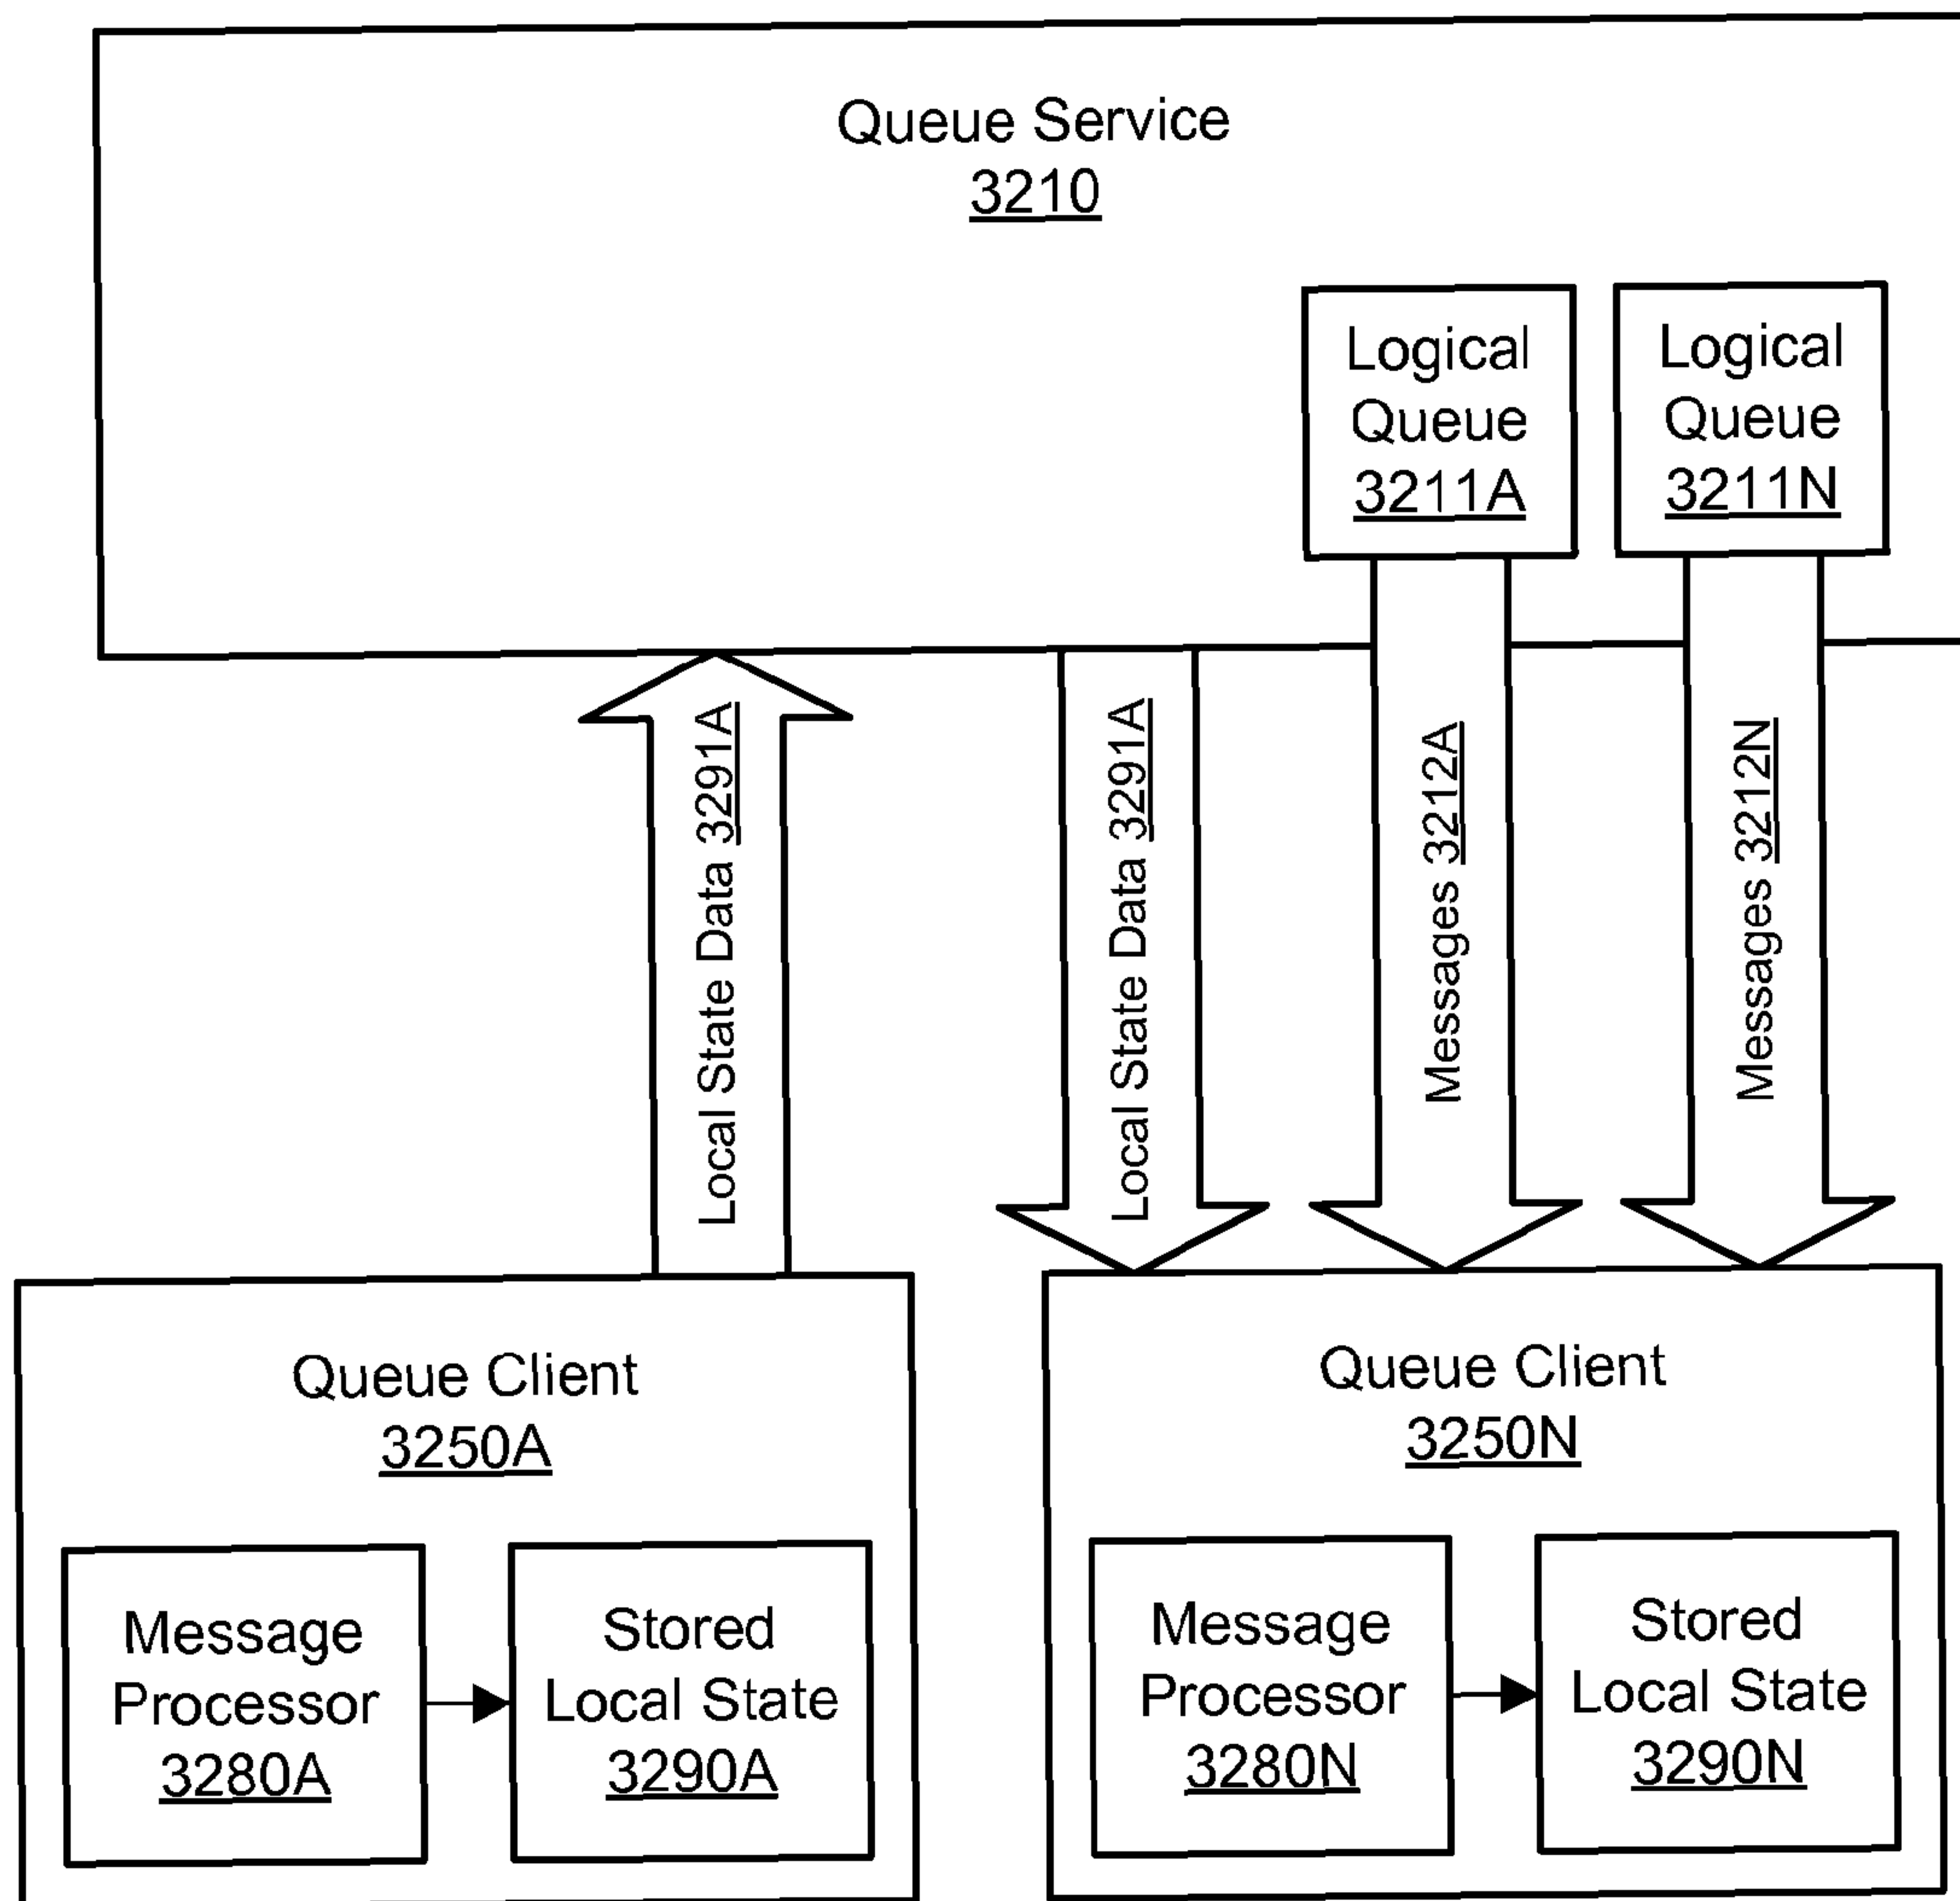 Queue Service
3210
Logical
Queue
3211A
Logical
Queue
3211N
Local State Data 3291A
Local State Data 3291A
Messages 3212A
Messages 3212N
Queue Client
3250A
Message
Processor
3280A
Stored
Local State
3290A
Queue Client
3250N
Message
Processor
3280N
Stored
Local State
3290N